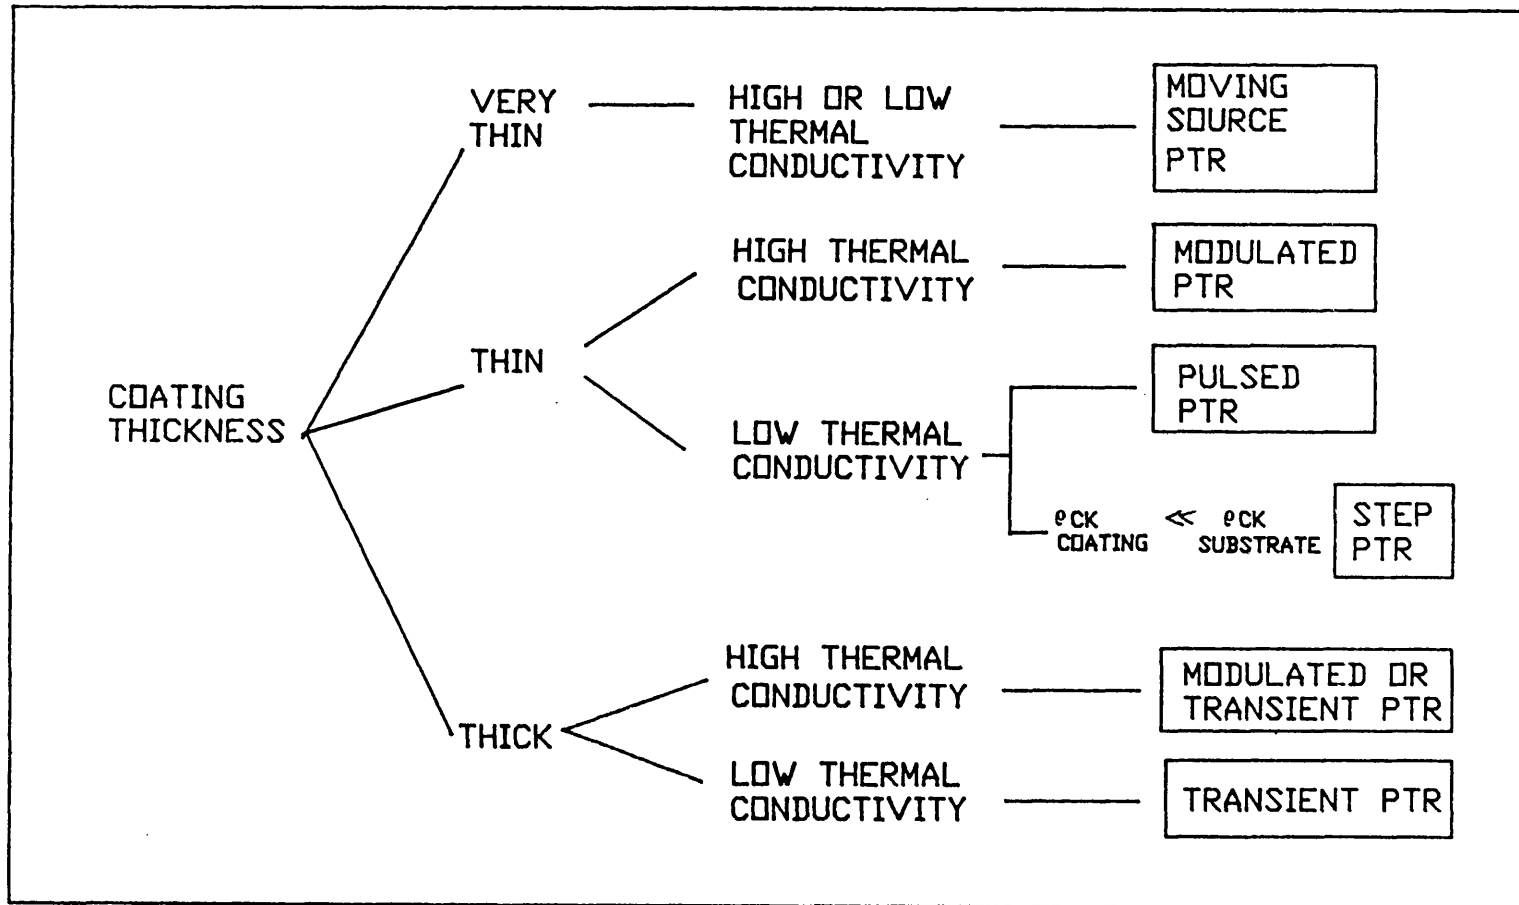 COATING
THICKNESS
VERY
THIN
HIGH OR LOW
THERMAL
CONDUCTIVITY
MOVING
SOURCE
PTR
THIN
HIGH THERMAL
CONDUCTIVITY
MODULATED
PTR
LOW THERMAL
CONDUCTIVITY
PULSED
PTR
ρCK << ρCK
COATING SUBSTRATE
STEP
PTR
THICK
HIGH THERMAL
CONDUCTIVITY
MODULATED OR
TRANSIENT PTR
LOW THERMAL
CONDUCTIVITY
TRANSIENT PTR